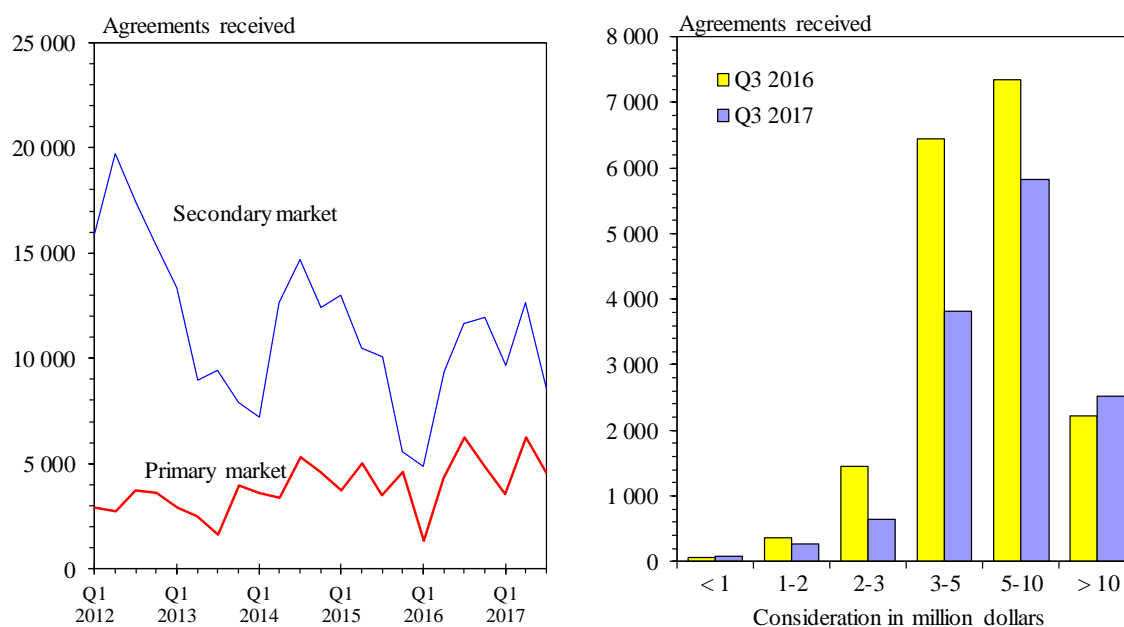 Agreements received
25 000
20 000
15 000
10 000
5 000
0
Secondary market
Primary market
Q1 Q1 Q1 Q1 Q1 Q1
2012 2013 2014 2015 2016 2017
Agreements received
8 000
7 000
6 000
5 000
4 000
3 000
2 000
1 000
0
Q3 2016
Q3 2017
< 1 1-2 2-3 3-5 5-10 > 10
Consideration in million dollars